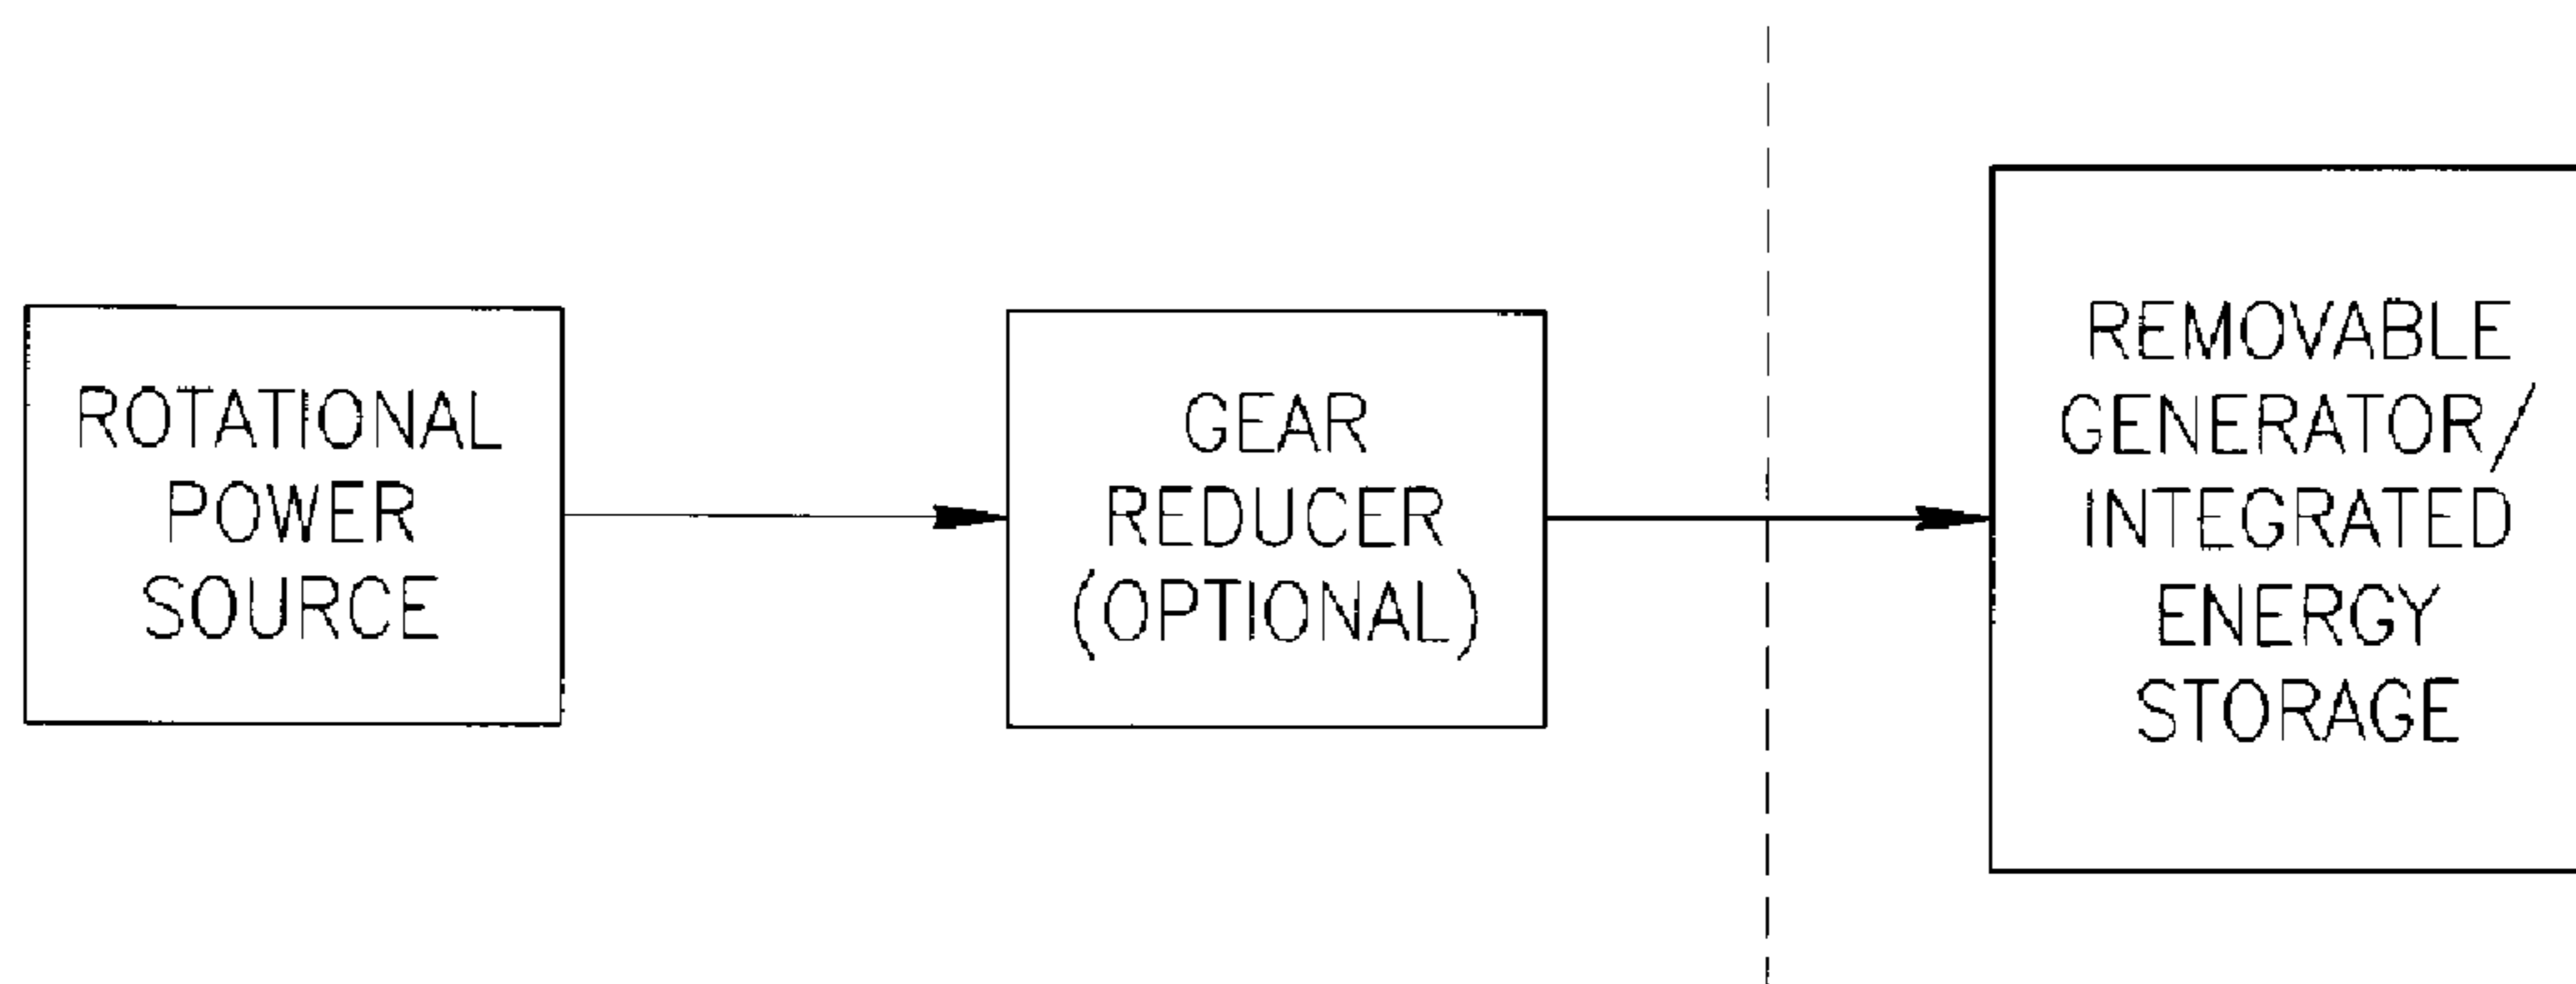 ROTATIONAL
POWER
SOURCE
GEAR
REDUCER
(OPTIONAL)
REMOVABLE
GENERATOR/
INTEGRATED
ENERGY
STORAGE